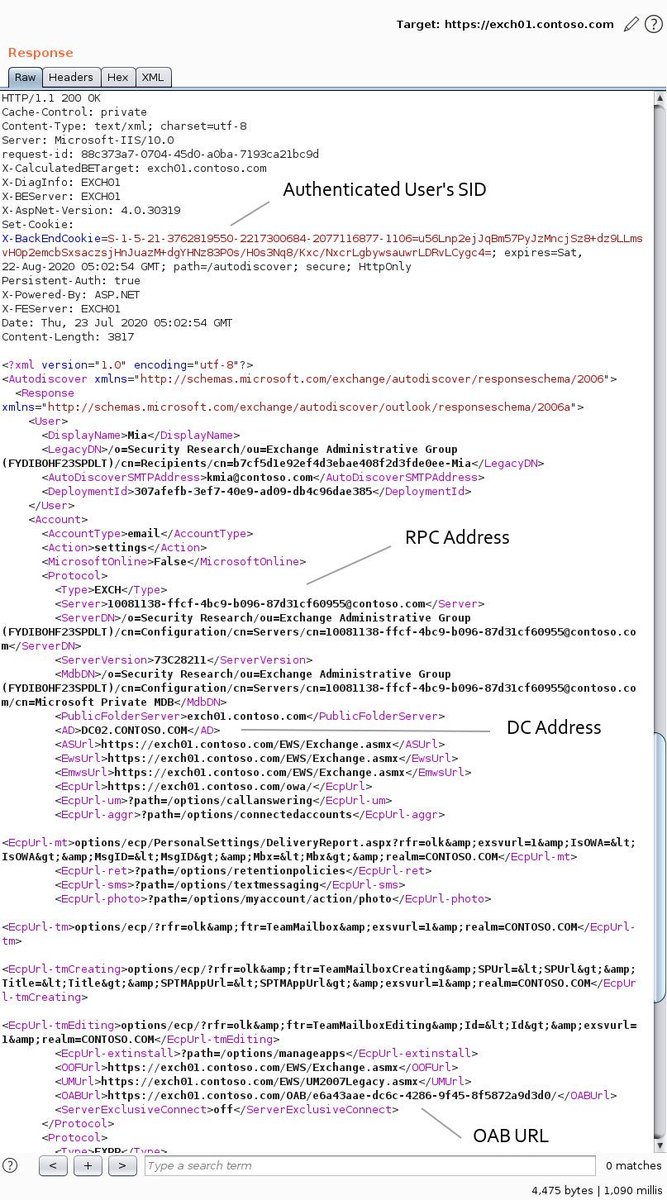 Target: https://exch01.contoso.com
Response
Raw Headers Hex XML
HTTP/1.1 200 OK
Cache-Control: private
Content-Type: text/xml; charset=utf-8
Server: Microsoft-IIS/10.0
request-id: 88c373a7-0704-45d0-a0ba-7193ca21bc9d
X-CalculatedBETarget: exch01.contoso.com
X-DiagInfo: EXCH01
X-BEServer: EXCH01
Authenticated User's SID
X-AspNet-Version: 4.0.30319
Set-Cookie:
X-BackEndCookie=S-1-5-21-3762819550-2217300684-2077116877-1106=u56Lnp2ejJqBm57PyJzMncjSz8+dz9LLms
vH0p2emcbSxsaczsjHnJuazM+dgYHNz83POs/HOs3Nq8/Kxc/NxcrLgbywsauwrLDRvLCygc4=; expires=Sat,
22-Aug-2020 05:02:54 GMT; path=/autodiscover; secure; HttpOnly
Persistent-Auth: true
X-Powered-By: ASP.NET
X-FEServer: EXCH01
Date: Thu, 23 Jul 2020 05:02:54 GMT
Content-Length: 3817
<?xml version="1.0" encoding="utf-8"?>
<Autodiscover xmlns="http://schemas.microsoft.com/exchange/autodiscover/responseschema/2006">
<Response
xmlns="http://schemas.microsoft.com/exchange/autodiscover/outlook/responseschema/2006a">
<User>
<DisplayName>Mia</DisplayName>
<LegacyDN>/o=Security Research/ou=Exchange Administrative Group
(FYDIBOHF23SPDLT)/cn=Recipients/cn=b7cf5d1e92ef4d3ebae408f2d3fde0ee-Mia</LegacyDN>
<AutoDiscoverSMTPAddress>kmia@contoso.com</AutoDiscoverSMTPAddress>
<DeploymentId>307afefb-3ef7-40e9-ad09-db4c96dae385</DeploymentId>
</User>
<Account>
<AccountType>email</AccountType>
<Action>settings</Action>
RPC Address
<MicrosoftOnline>False</MicrosoftOnline>
<Protocol>
<Type>EXCH</Type>
<Server>10081138-ffcf-4bc9-b096-87d31cf60955@contoso.com</Server>
<ServerDN>/o=Security Research/ou=Exchange Administrative Group
(FYDIBOHF23SPDLT)/cn=Configuration/cn=Servers/cn=10081138-ffcf-4bc9-b096-87d31cf60955@contoso.co
m</ServerDN>
<ServerVersion>73C28211</ServerVersion>
<MdbDN>/o=Security Research/ou=Exchange Administrative Group
(FYDIBOHF23SPDLT)/cn=Configuration/cn=Servers/cn=10081138-ffcf-4bc9-b096-87d31cf60955@contoso.co
m/cn=Microsoft Private MDB</MdbDN>
<PublicFolderServer>exch01.contoso.com</PublicFolderServer>
<AD>DC02.CONTOSO.COM</AD>
DC Address
<ASUrl>https://exch01.contoso.com/EWS/Exchange.asmx</ASUrl>
<EwsUrl>https://exch01.contoso.com/EWS/Exchange.asmx</EwsUrl>
<EmwsUrl>https://exch01.contoso.com/EWS/Exchange.asmx</EmwsUrl>
<EcpUrl>https://exch01.contoso.com/owa/</EcpUrl>
<EcpUrl-um>?path=/options/callanswering</EcpUrl-um>
<EcpUrl-aggr>?path=/options/connectedaccounts</EcpUrl-aggr>
<EcpUrl-mt>options/ecp/PersonalSettings/DeliveryReport.aspx?rfr=olk&amp;exsvurl=1&amp;IsOWA=&lt;
IsOWA&gt;&amp;MsgID=&lt;MsgID&gt;&amp;Mbx=&lt;Mbx&gt;&amp;realm=CONTOSO.COM</EcpUrl-mt>
<EcpUrl-ret>?path=/options/retentionpolicies</EcpUrl-ret>
<EcpUrl-sms>?path=/options/textmessaging</EcpUrl-sms>
<EcpUrl-photo>?path=/options/myaccount/action/photo</EcpUrl-photo>
<EcpUrl-tm>options/ecp/?rfr=olk&amp;ftr=TeamMailbox&amp;exsvurl=1&amp;realm=CONTOSO.COM</EcpUrl-
tm>
<EcpUrl-tmCreating>options/ecp/?rfr=olk&amp;ftr=TeamMailboxCreating&amp;SPUrl=&lt;SPUrl&gt;&amp;
Title=&lt;Title&gt;&amp;SPTMAppUrl=&lt;SPTMAppUrl&gt;&amp;exsvurl=1&amp;realm=CONTOSO.COM</EcpUr
l-tmCreating>
<EcpUrl-tmEditing>options/ecp/?rfr=olk&amp;ftr=TeamMailboxEditing&amp;Id=&lt;Id&gt;&amp;exsvurl=
1&amp;realm=CONTOSO.COM</EcpUrl-tmEditing>
<EcpUrl-extinstall>?path=/options/manageapps</EcpUrl-extinstall>
<OOFUrl>https://exch01.contoso.com/EWS/Exchange.asmx</OOFUrl>
<UMUrl>https://exch01.contoso.com/EWS/UM2007Legacy.asmx</UMUrl>
<OABUrl>https://exch01.contoso.com/OAB/e6a43aae-dc6c-4286-9f45-8f5872a9d3d0/</OABUrl>
<ServerExclusiveConnect>off</ServerExclusiveConnect>
</Protocol>
OAB URL
<Protocol>
<Type>EXPR</Type>
? < + > Type a search term 0 matches
4,475 bytes | 1,090 millis